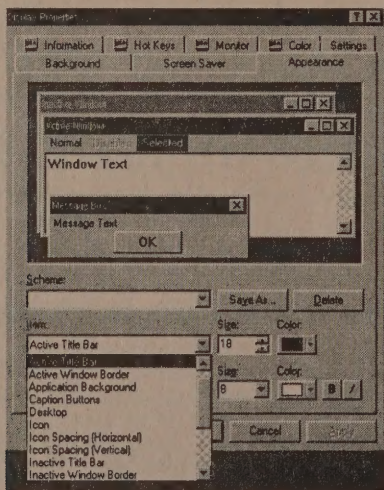 Display Properties
Information Hot Keys Monitor Color Settings
Background Screen Saver Appearance
Inactive Window
Active Window
Normal Disabled Selected
Window Text
Message Box
Message Text
OK
Scheme:
Save As... Delete
Item: Size: Color:
Active Title Bar 18
Active Title Bar Size: Color:
Active Window Border 8 B /
Application Background
Caption Buttons
Desktop
Icon
Icon Spacing (Horizontal) Cancel Apply
Icon Spacing (Vertical)
Inactive Title Bar
Inactive Window Border